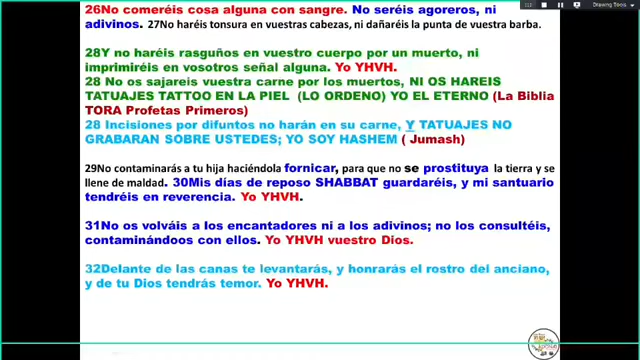 26No comeréis cosa alguna con sangre. No seréis agoreros, ni
adivinos. 27No haréis tonsura en vuestras cabezas, ni dañaréis la punta de vuestra barba.
28Y no haréis rasguños en vuestro cuerpo por un muerto, ni
imprimiréis en vosotros señal alguna. Yo YHVH.
28 No os sajareis vuestra carne por los muertos, NI OS HAREIS
TATUAJES TATTOO EN LA PIEL (LO ORDENO) YO EL ETERNO (La Biblia
TORA Profetas Primeros)
28 Incisiones por difuntos no harán en su carne, Y TATUAJES NO
GRABARAN SOBRE USTEDES; YO SOY HASHEM ( Jumash)
29No contaminarás a tu hija haciéndola fornicar, para que no se prostituya la tierra y se
llene de maldad. 30Mis días de reposo SHABBAT guardaréis, y mi santuario
tendréis en reverencia. Yo YHVH.
31No os volváis a los encantadores ni a los adivinos; no los consultéis,
contaminándoos con ellos. Yo YHVH vuestro Dios.
32Delante de las canas te levantarás, y honrarás el rostro del anciano,
y de tu Dios tendrás temor. Yo YHVH.